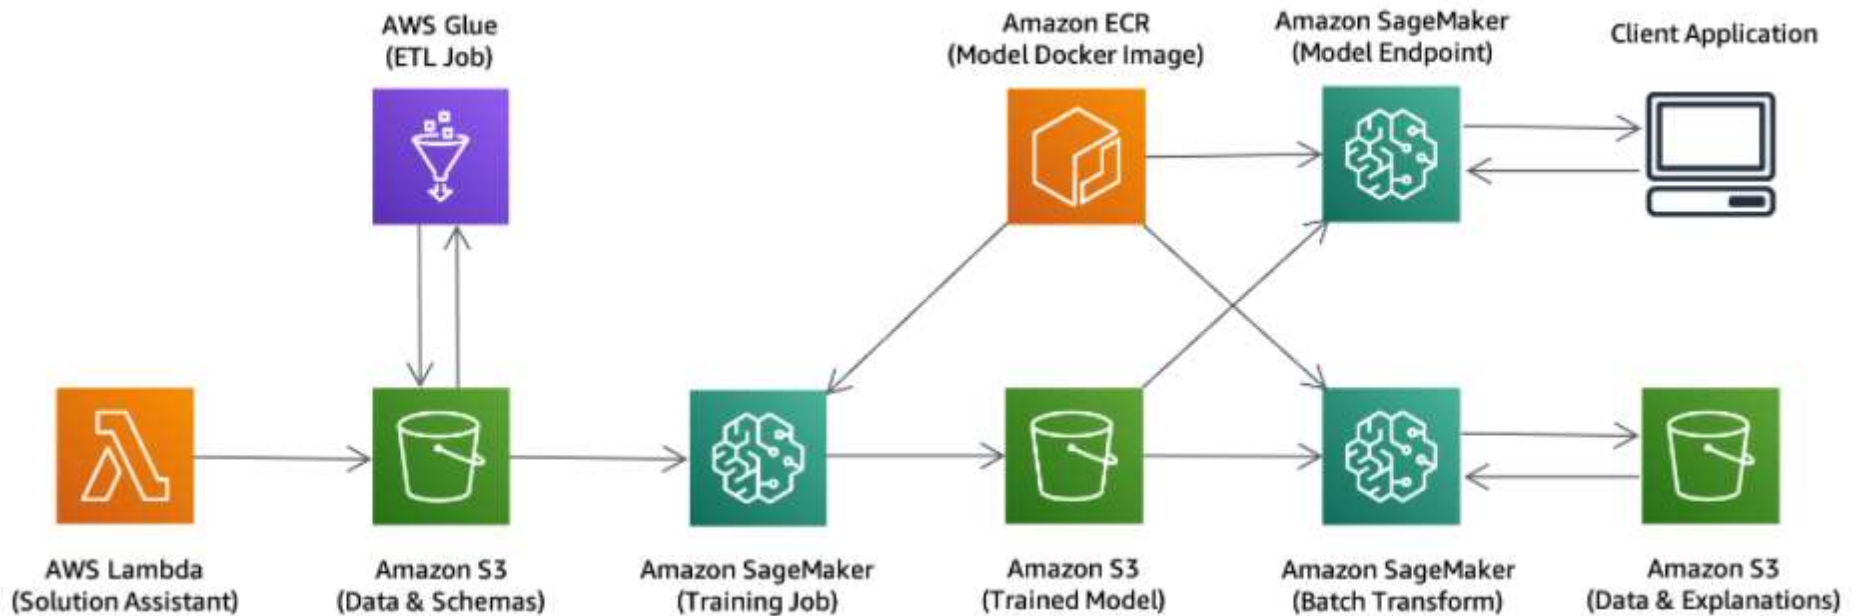 AWS Glue
(ETL Job)
Amazon ECR
(Model Docker Image)
Amazon SageMaker
(Model Endpoint)
Client Application
AWS Lambda
(Solution Assistant)
Amazon S3
(Data & Schemas)
Amazon SageMaker
(Training Job)
Amazon S3
(Trained Model)
Amazon SageMaker
(Batch Transform)
Amazon S3
(Data & Explanations)